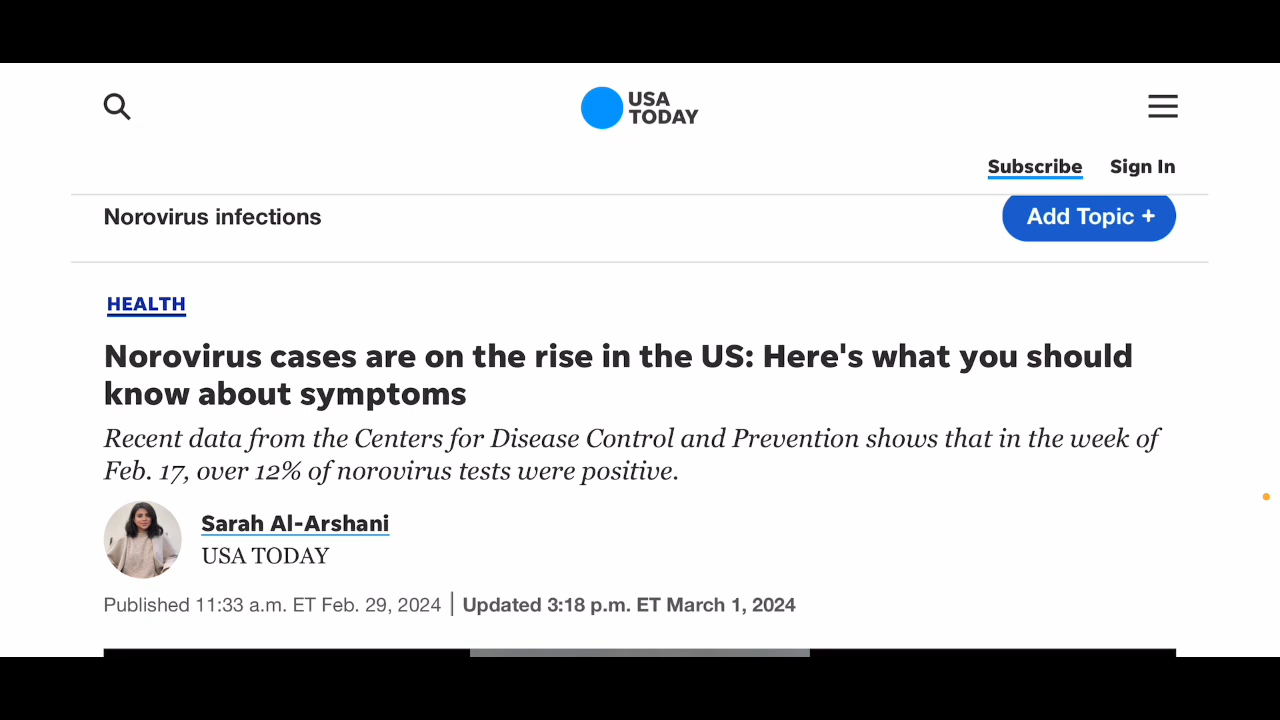 USA
TODAY
Subscribe Sign In
Norovirus infections Add Topic +
HEALTH
Norovirus cases are on the rise in the US: Here's what you should
know about symptoms
Recent data from the Centers for Disease Control and Prevention shows that in the week of
Feb. 17, over 12% of norovirus tests were positive.
Sarah Al-Arshani
USA TODAY
Published 11:33 a.m. ET Feb. 29, 2024 | Updated 3:18 p.m. ET March 1, 2024